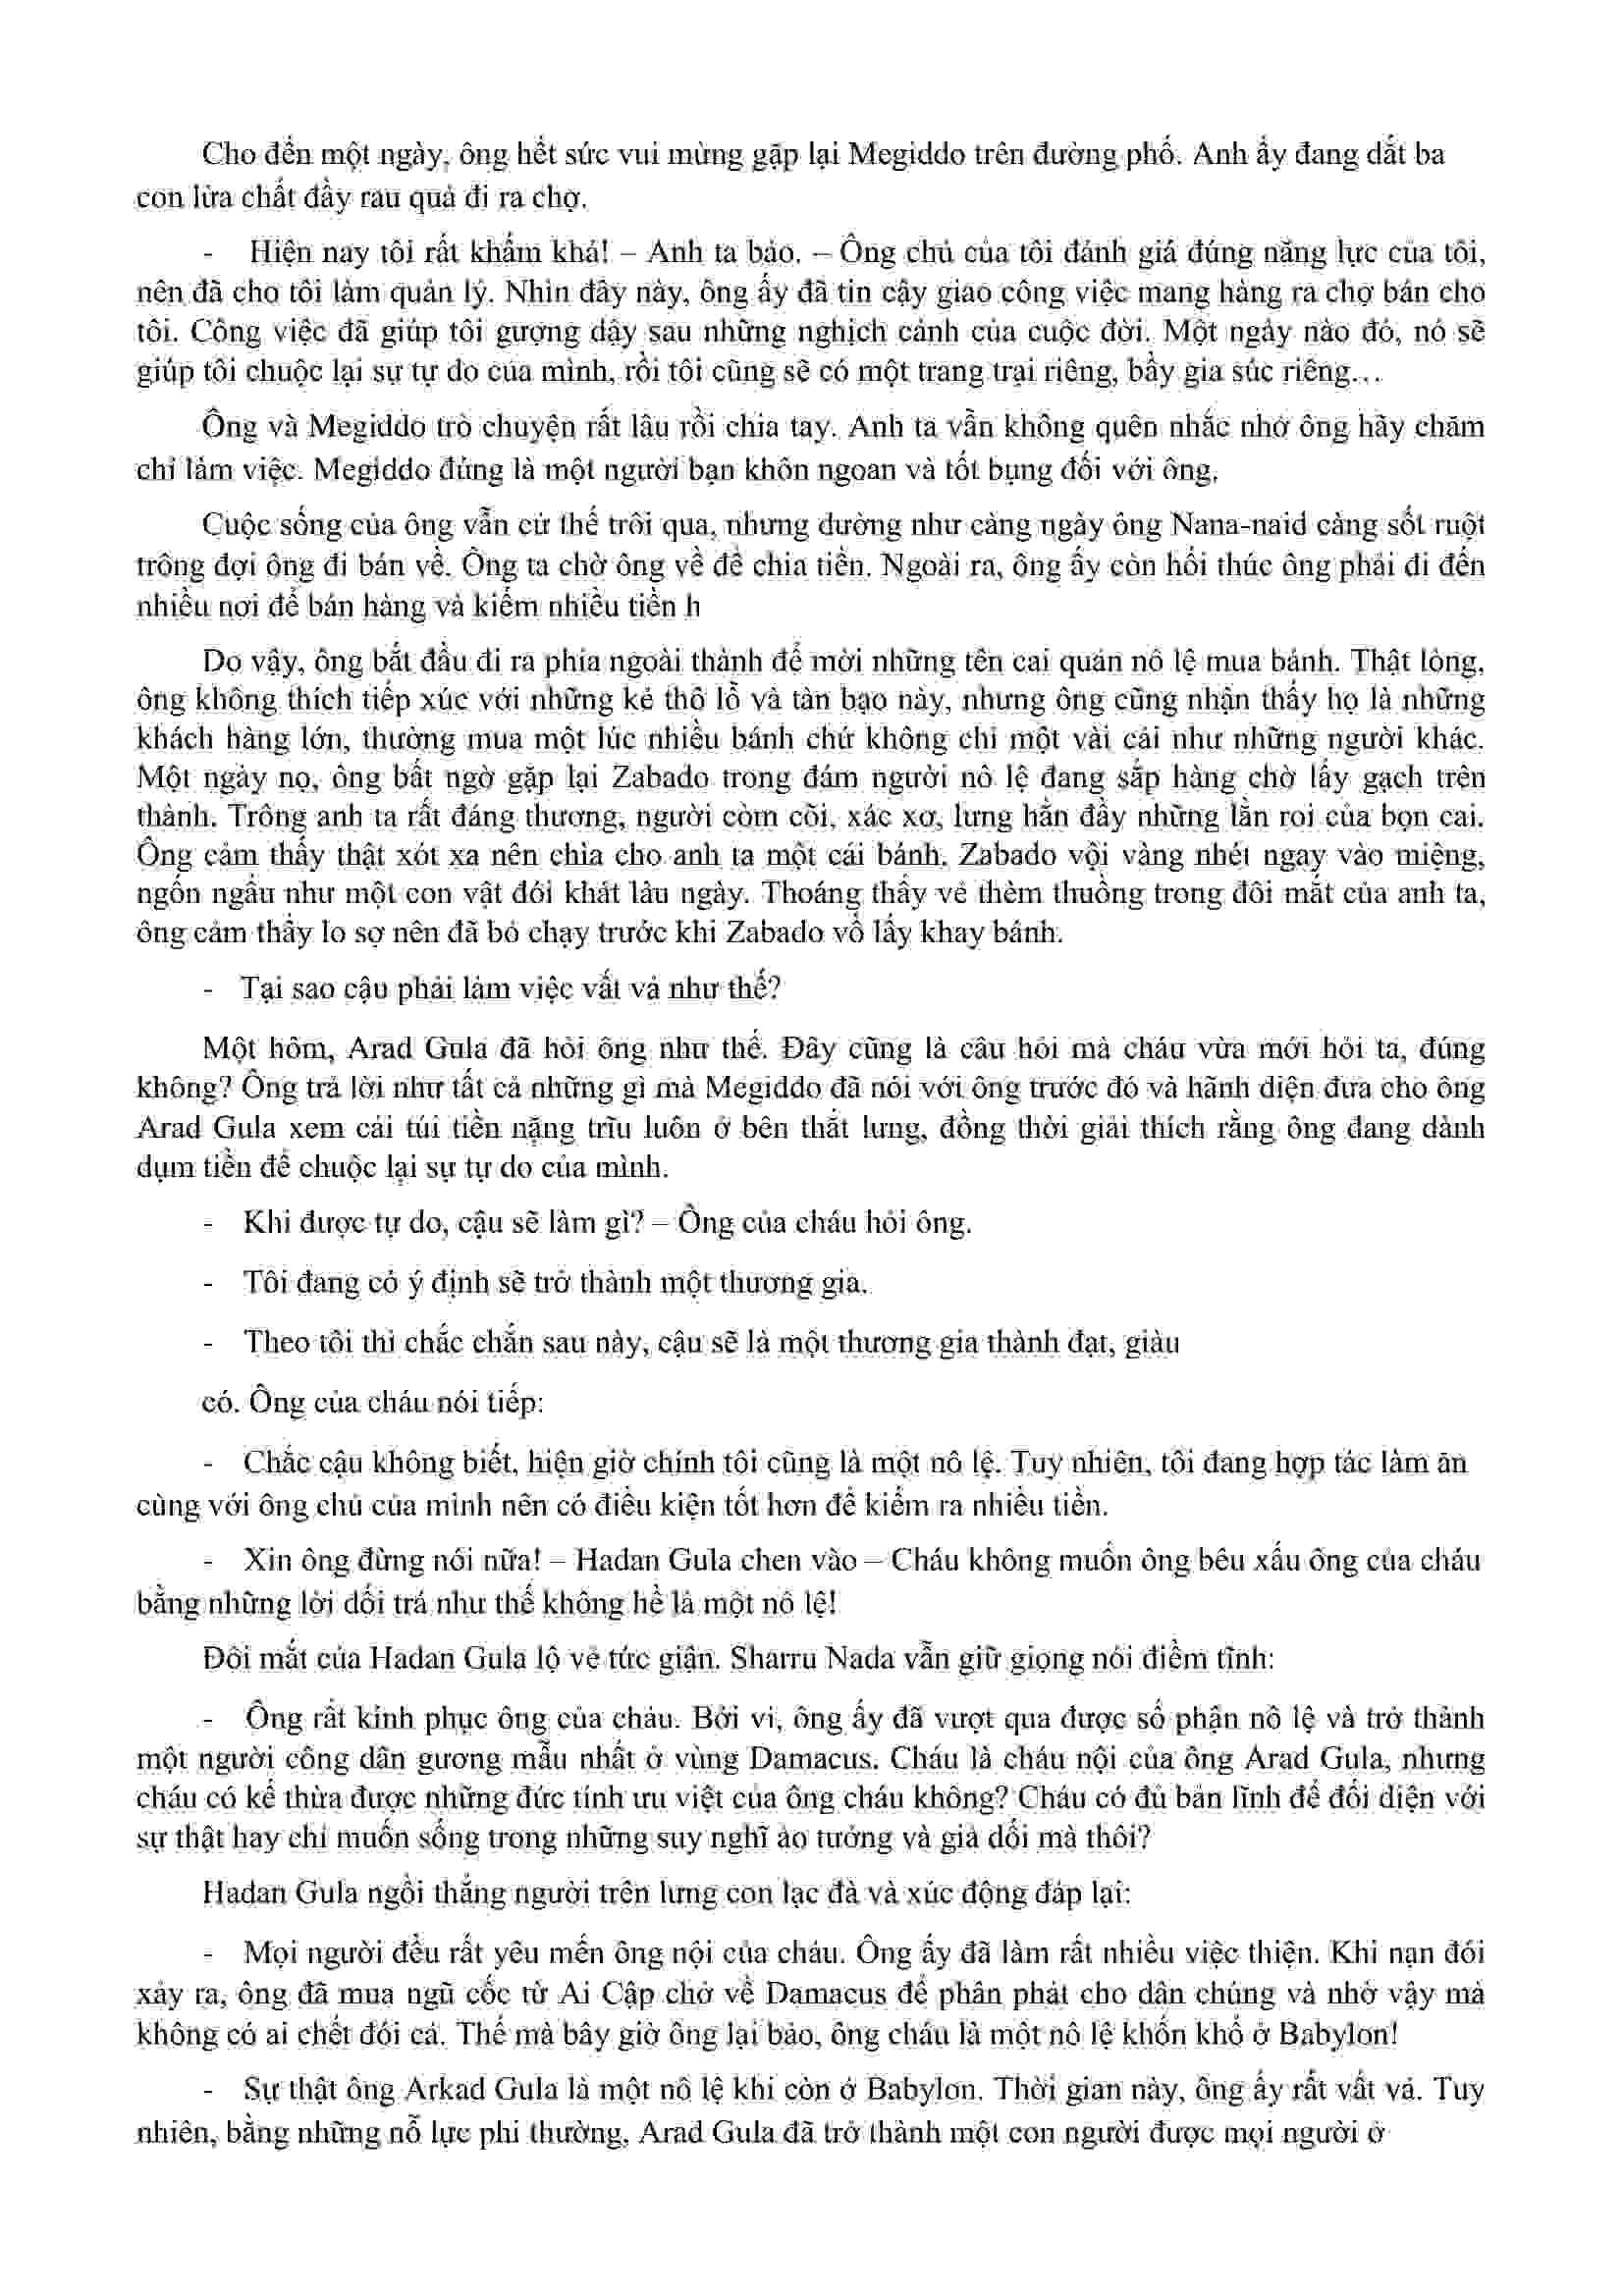 Cho đến một ngày, ông hết sức vui mừng gặp lại Megiddo trên đường phố. Anh ấy đang dắt ba
con lừa chất đầy rau quả đi ra chợ.
- Hiện nay tôi rất khấm khá! – Anh ta bảo. – Ông chủ của tôi đánh giá đúng năng lực của tôi,
nên đã cho tôi làm quản lý. Nhìn đây này, ông ấy đã tin cậy giao công việc mang hàng ra chợ bán cho
tôi. Công việc đã giúp tôi gượng dậy sau những nghịch cảnh của cuộc đời. Một ngày nào đó, nó sẽ
giúp tôi chuộc lại sự tự do của mình, rồi tôi cũng sẽ có một trang trại riêng, bầy gia súc riêng…
Ông và Megiddo trò chuyện rất lâu rồi chia tay. Anh ta vẫn không quên nhắc nhở ông hãy chăm
chỉ làm việc. Megiddo đúng là một người bạn khôn ngoan và tốt bụng đối với ông.
Cuộc sống của ông vẫn cứ thế trôi qua, nhưng dường như càng ngày ông Nana-naid càng sốt ruột
trông đợi ông đi bán về. Ông ta chờ ông về để chia tiền. Ngoài ra, ông ấy còn hối thúc ông phải đi đến
nhiều nơi để bán hàng và kiếm nhiều tiền h
Do vậy, ông bắt đầu đi ra phía ngoài thành để mời những tên cai quản nô lệ mua bánh. Thật lòng,
ông không thích tiếp xúc với những kẻ thô lỗ và tàn bạo này, nhưng ông cũng nhận thấy họ là những
khách hàng lớn, thường mua một lúc nhiều bánh chứ không chỉ một vài cái như những người khác.
Một ngày nọ, ông bất ngờ gặp lại Zabado trong đám người nô lệ đang sắp hàng chờ lấy gạch trên
thành. Trông anh ta rất đáng thương, người còm cõi, xác xơ, lưng hằn đầy những lằn roi của bọn cai.
Ông cảm thấy thật xót xa nên chìa cho anh ta một cái bánh. Zabado vội vàng nhét ngay vào miệng,
ngốn ngấu như một con vật đói khát lâu ngày. Thoáng thấy vẻ thèm thuồng trong đôi mắt của anh ta,
ông cảm thấy lo sợ nên đã bỏ chạy trước khi Zabado vồ lấy khay bánh.
- Tại sao cậu phải làm việc vất vả như thế?
Một hôm, Arad Gula đã hỏi ông như thế. Đây cũng là câu hỏi mà cháu vừa mới hỏi ta, đúng
không? Ông trả lời như tất cả những gì mà Megiddo đã nói với ông trước đó và hãnh diện đưa cho ông
Arad Gula xem cái túi tiền nặng trĩu luôn ở bên thắt lưng, đồng thời giải thích rằng ông đang dành
dụm tiền để chuộc lại sự tự do của mình.
- Khi được tự do, cậu sẽ làm gì? – Ông của cháu hỏi ông.
- Tôi đang có ý định sẽ trở thành một thương gia.
- Theo tôi thì chắc chắn sau này, cậu sẽ là một thương gia thành đạt, giàu
có. Ông của cháu nói tiếp:
- Chắc cậu không biết, hiện giờ chính tôi cũng là một nô lệ. Tuy nhiên, tôi đang hợp tác làm ăn
cùng với ông chủ của mình nên có điều kiện tốt hơn để kiếm ra nhiều tiền.
- Xin ông đừng nói nữa! – Hadan Gula chen vào – Cháu không muốn ông bêu xấu ông của cháu
bằng những lời dối trá như thế không hề là một nô lệ!
Đôi mắt của Hadan Gula lộ vẻ tức giận. Sharru Nada vẫn giữ giọng nói điềm tĩnh:
- Ông rất kính phục ông của cháu. Bởi vì, ông ấy đã vượt qua được số phận nô lệ và trở thành
một người công dân gương mẫu nhất ở vùng Damacus. Cháu là cháu nội của ông Arad Gula, nhưng
cháu có kế thừa được những đức tính ưu việt của ông cháu không? Cháu có đủ bản lĩnh để đối diện với
sự thật hay chỉ muốn sống trong những suy nghĩ ảo tưởng và giả dối mà thôi?
Hadan Gula ngồi thẳng người trên lưng con lạc đà và xúc động đáp lại:
- Mọi người đều rất yêu mến ông nội của cháu. Ông ấy đã làm rất nhiều việc thiện. Khi nạn đói
xảy ra, ông đã mua ngũ cốc từ Ai Cập chở về Damacus để phân phát cho dân chúng và nhờ vậy mà
không có ai chết đói cả. Thế mà bây giờ ông lại bảo, ông cháu là một nô lệ khốn khổ ở Babylon!
- Sự thật ông Arkad Gula là một nô lệ khi còn ở Babylon. Thời gian này, ông ấy rất vất vả. Tuy
nhiên, bằng những nỗ lực phi thường, Arad Gula đã trở thành một con người được mọi người ở